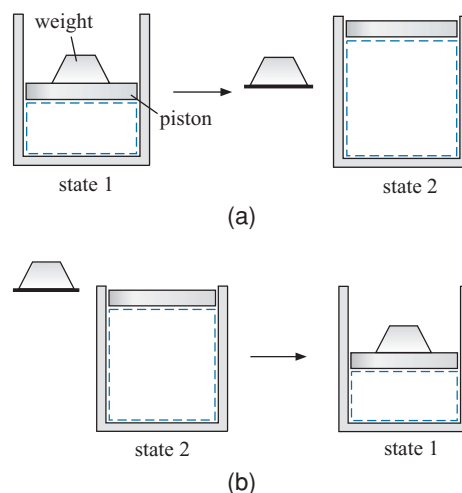 weight
piston
state 1
state 2
(a)
state 2
state 1
(b)